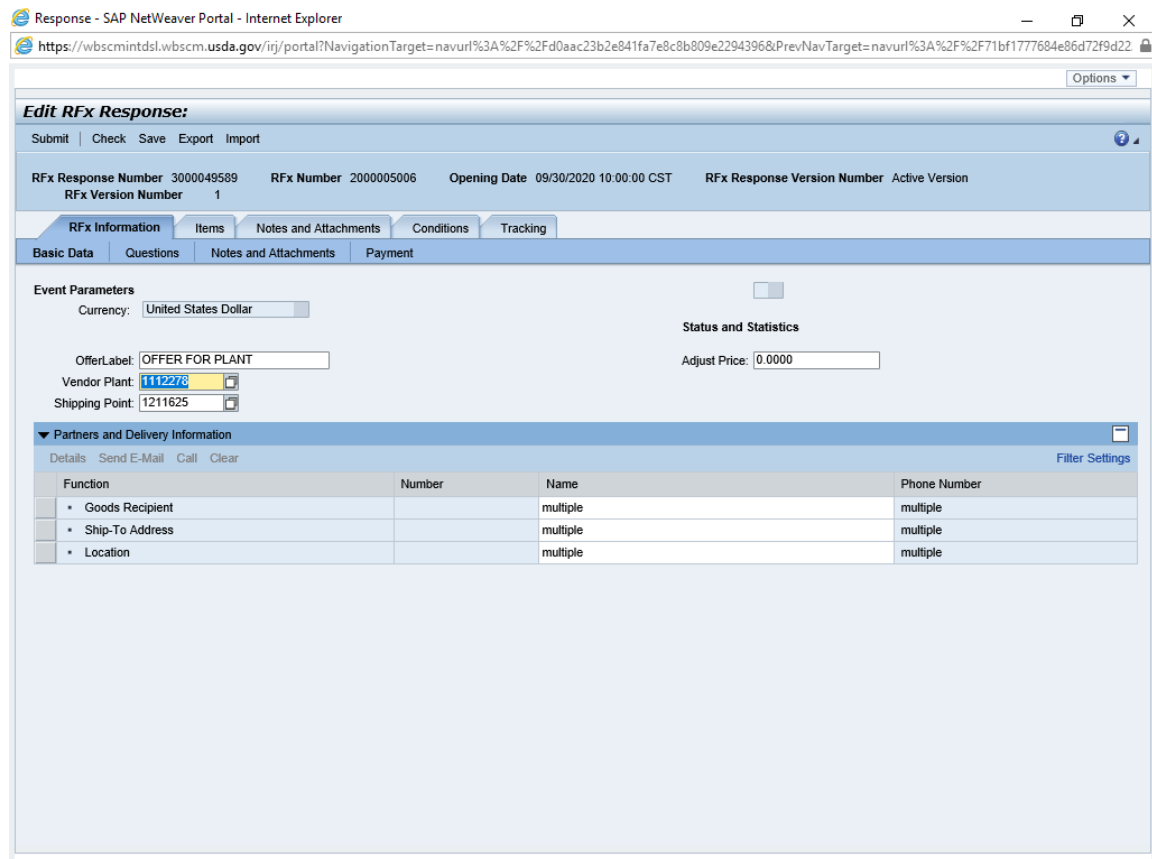 Response - SAP NetWeaver Portal - Internet Explorer
https://wbscmintdsl.wbscm.usda.gov/irj/portal?NavigationTarget=navurl%3A%2F%2Fd0aac23b2e841fa7e8c8b809e2294396&PrevNavTarget=navurl%3A%2F%2F71bf1777684e86d72f9d22
Options
Edit RFx Response:
Submit | Check Save Export Import
RFx Response Number 3000049589 RFx Number 2000005006 Opening Date 09/30/2020 10:00:00 CST RFx Response Version Number Active Version
RFx Version Number 1
RFx Information Items Notes and Attachments Conditions Tracking
Basic Data Questions Notes and Attachments Payment
Event Parameters
Currency: United States Dollar
Status and Statistics
OfferLabel: OFFER FOR PLANT Adjust Price: 0.0000
Vendor Plant: 1112278
Shipping Point: 1211625
Partners and Delivery Information
Details Send E-Mail Call Clear Filter Settings
Function Number Name Phone Number
Goods Recipient multiple multiple
Ship-To Address multiple multiple
Location multiple multiple